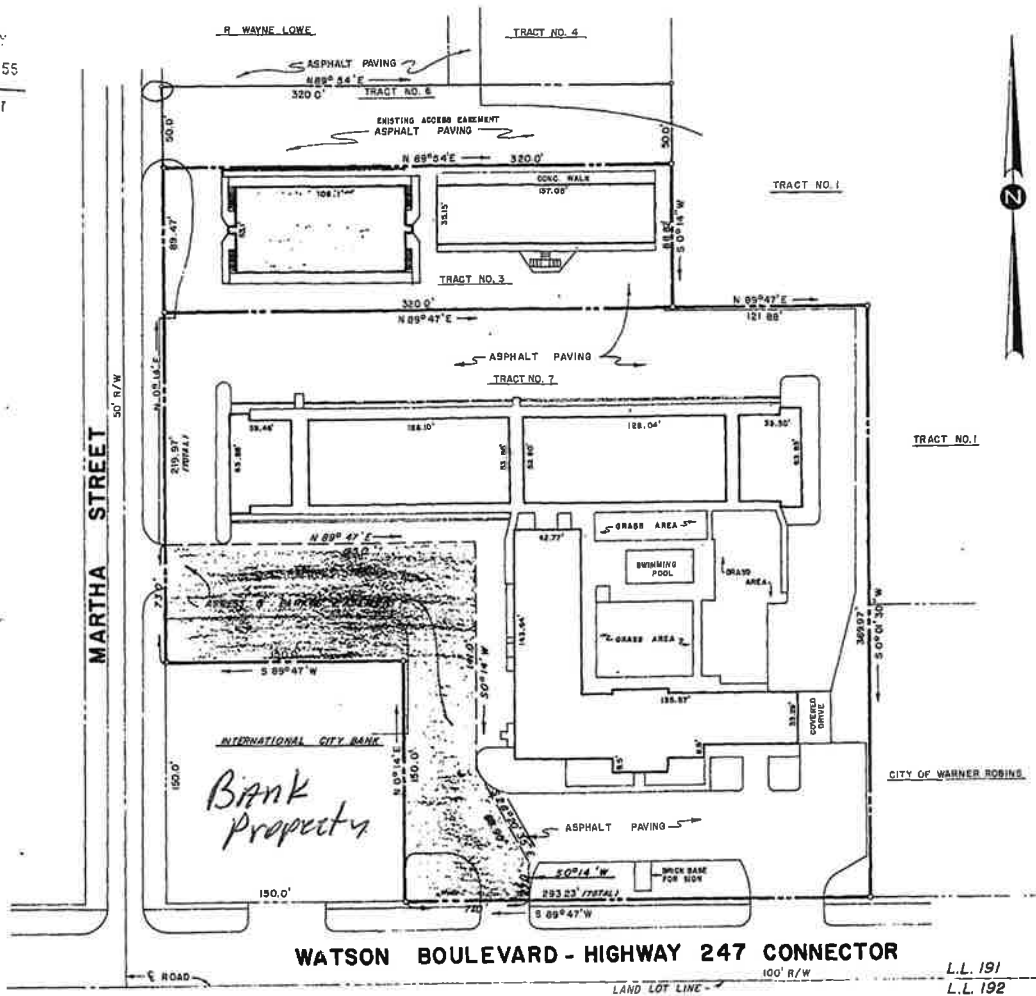 55
R. WAYNE LOWE
TRACT NO. 4
ASPHALT PAVING
N89° 54' E
320.0'
TRACT NO. 6
50.0'
EXISTING ACCESS EASEMENT
ASPHALT PAVING
50.0'
N 89°54'E
320.0'
TRACT NO. 1
N
CONC. WALK
157.05'
35.15'
89.47'
S 0°14' W
TRACT NO. 3
320.0'
N 89°47'E
N 89°47'E
121.88'
ASPHALT PAVING
TRACT NO. 7
50' R/W
MARTHA STREET
219.97'
(TOTAL)
128.10'
128.04'
TRACT NO. 1
N 89° 47' E
42.77'
GRASS AREA
SWIMMING
POOL
GRASS
AREA
GRASS AREA
73.0'
150.0'
S 89°47'W
S 0°14' W
369.97'
S 0°01'30" W
COVERED
DRIVE
INTERNATIONAL CITY BANK
150.0'
N 0°14' E
150.0'
Bank
Property
CITY OF WARNER ROBINS
ASPHALT PAVING
S 0°14' W
BRICK BASE
FOR SIGN
293.23' (TOTAL)
150.0'
S 89°47'W
WATSON BOULEVARD - HIGHWAY 247 CONNECTOR
100' R/W
℄ ROAD
LAND LOT LINE
L.L. 191
L.L. 192